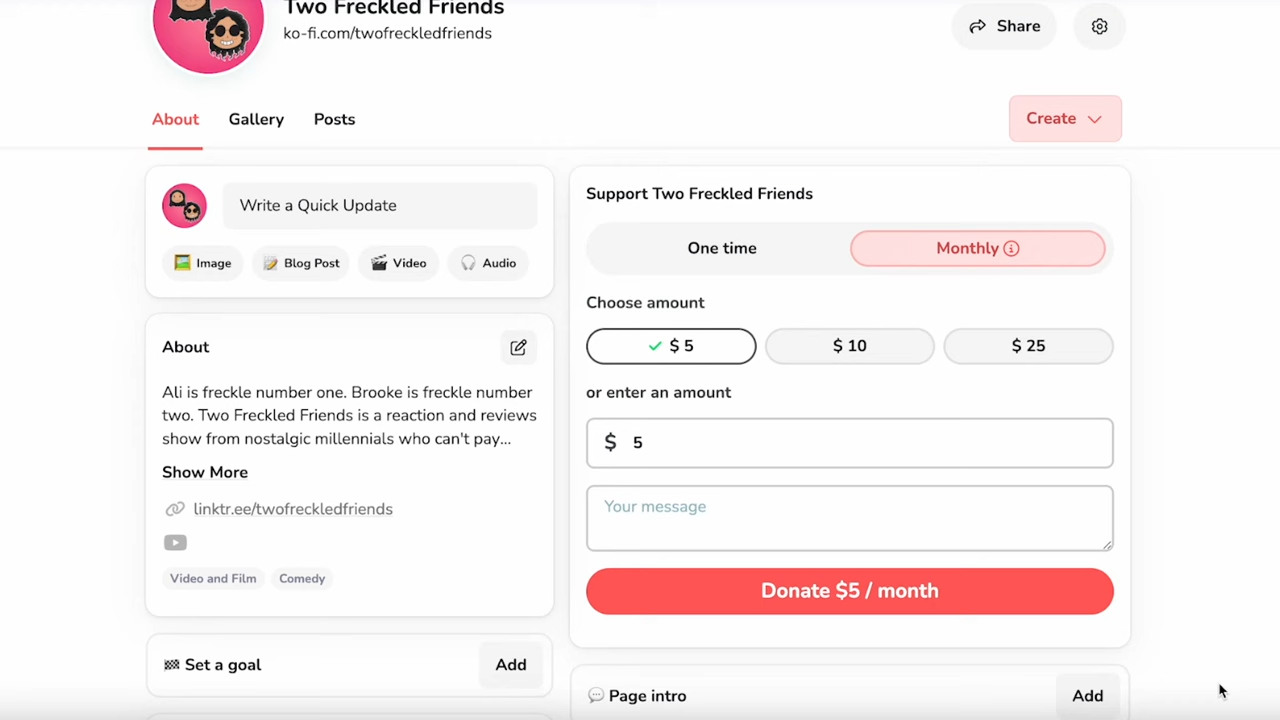 Two Freckled Friends
ko-fi.com/twofreckledfriends
Share
About
Gallery
Posts
Create
Write a Quick Update
Image
Blog Post
Video
Audio
About
Ali is freckle number one. Brooke is freckle number
two. Two Freckled Friends is a reaction and reviews
show from nostalgic millennials who can't pay...
Show More
linktr.ee/twofreckledfriends
Video and Film
Comedy
Set a goal
Add
Support Two Freckled Friends
One time
Monthly
Choose amount
$ 5
$ 10
$ 25
or enter an amount
$ 5
Your message
Donate $5 / month
Page intro
Add